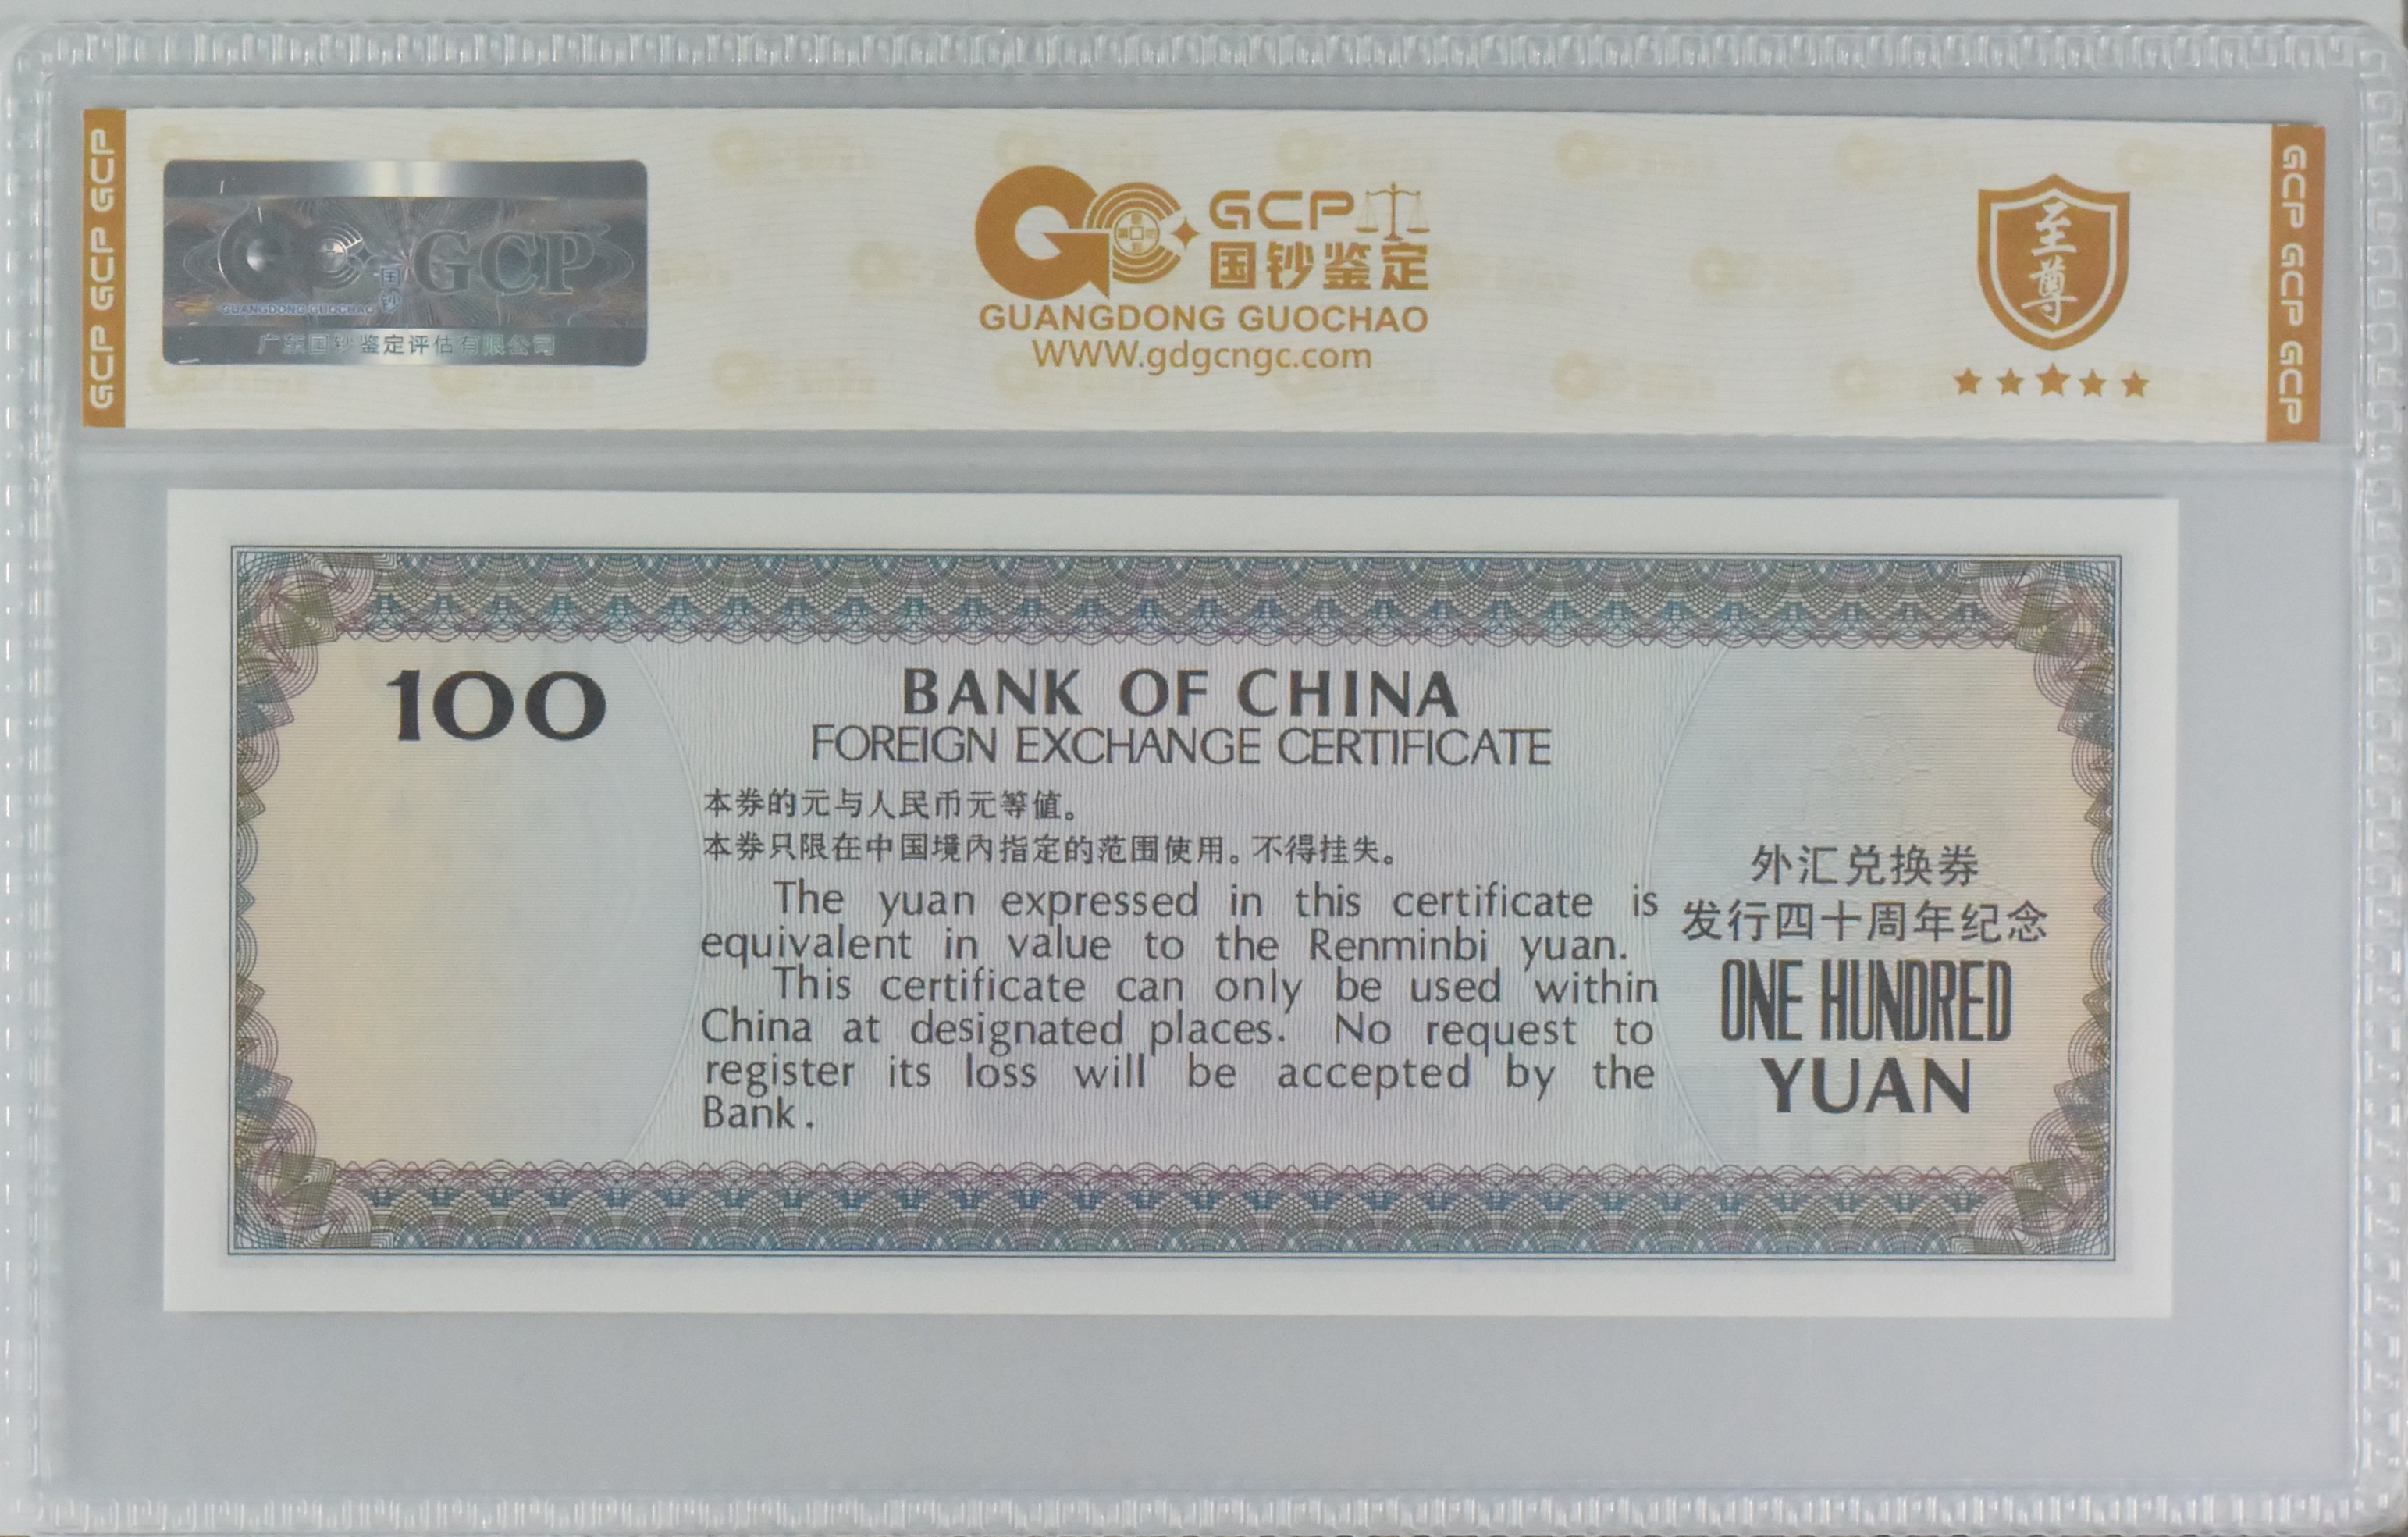 GCP GCP GCP
GCP
国钞
GUANGDONG GUOCHAO
广东国钞鉴定评估有限公司
GCP
国钞鉴定
GUANGDONG GUOCHAO
WWW.gdgcngc.com
至尊
GCP GCP GCP
100
BANK OF CHINA
FOREIGN EXCHANGE CERTIFICATE
本券的元与人民币元等值。
本券只限在中国境内指定的范围使用。不得挂失。
The yuan expressed in this certificate is
equivalent in value to the Renminbi yuan.
This certificate can only be used within
China at designated places. No request to
register its loss will be accepted by the
Bank.
外汇兑换券
发行四十周年纪念
ONE HUNDRED
YUAN